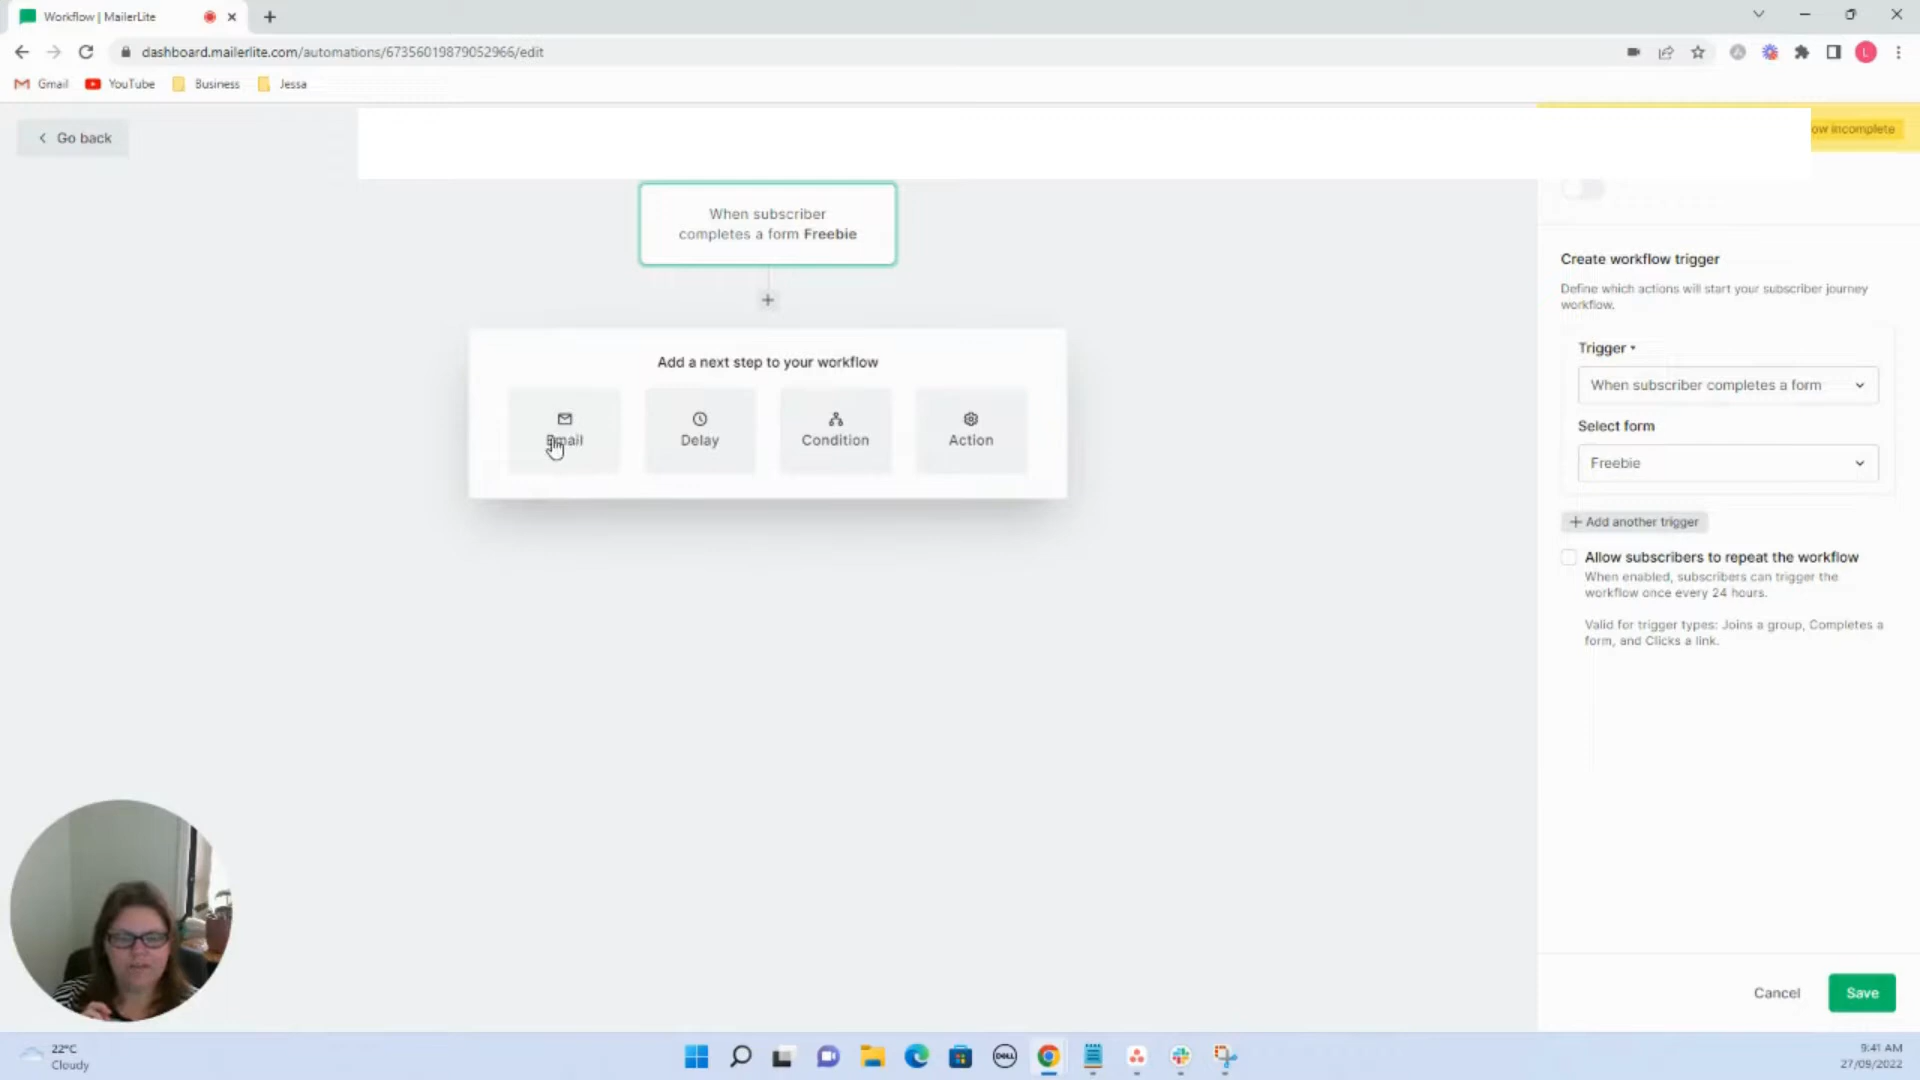 Workflow | MailerLite
dashboard.mailerlite.com/automations/67356019879052966/edit
L
Gmail
YouTube
Business
Jessa
Go back
incomplete
When subscriber
completes a form Freebie
+
Add a next step to your workflow
Email
Delay
Condition
Action
Create workflow trigger
Define which actions will start your subscriber journey
workflow.
Trigger
When subscriber completes a form
Select form
Freebie
+ Add another trigger
Allow subscribers to repeat the workflow
When enabled, subscribers can trigger the
workflow once every 24 hours.
Valid for trigger types: Joins a group, Completes a
form, and Clicks a link.
Cancel
Save
22°C
Cloudy
DELL
9:41 AM
27/09/2022